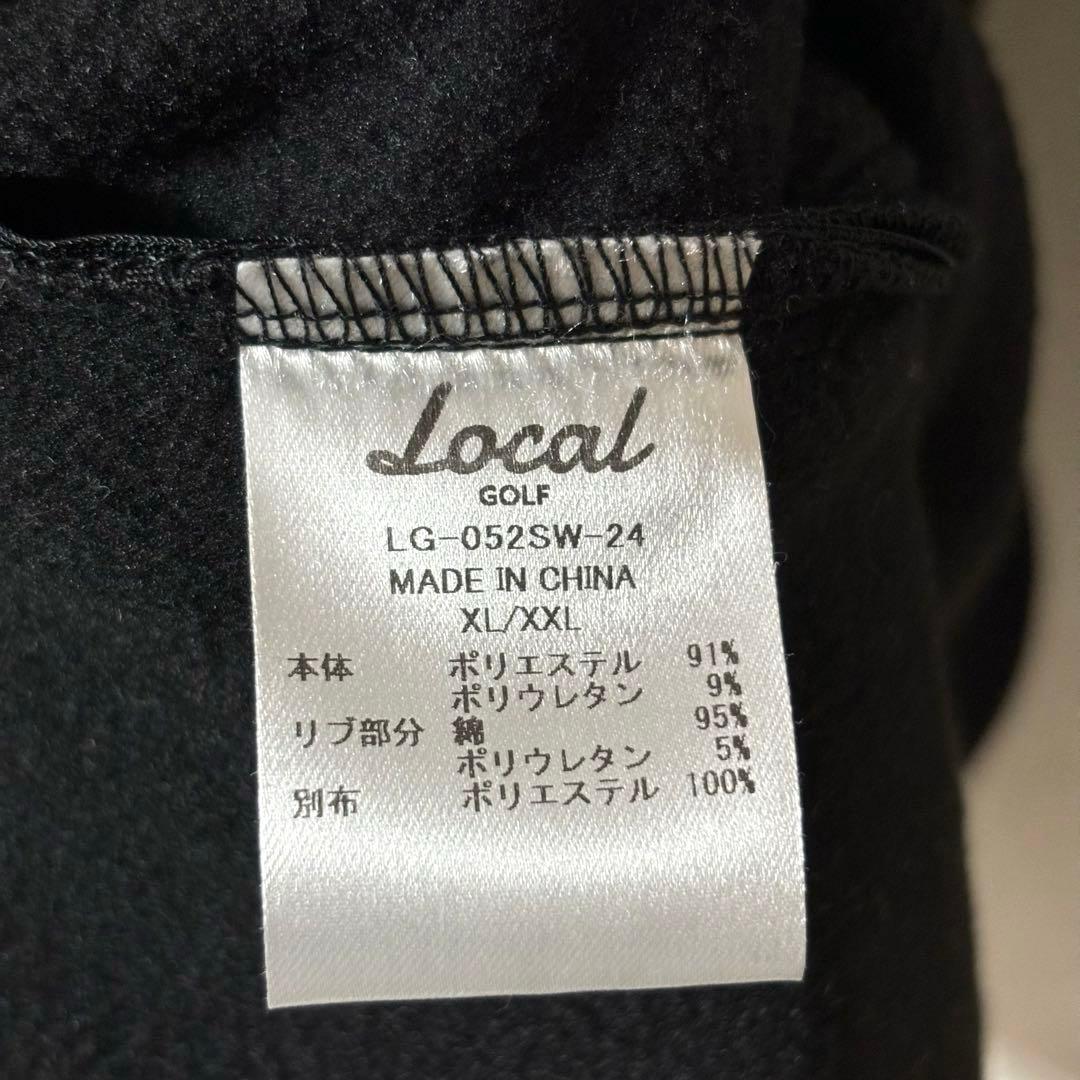 Local
GOLF
LG-052SW-24
MADE IN CHINA
XL/XXL
本体 ポリエステル 91%
ポリウレタン 9%
リブ部分 綿 95%
ポリウレタン 5%
別布 ポリエステル 100%